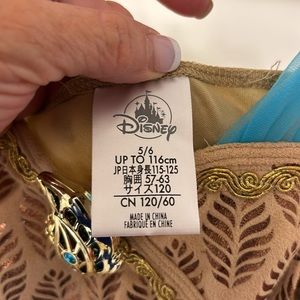 Disney
5/6
UP TO 116cm
JP日本身長115-125
胸囲 57-63
サイズ120
CN 120/60
MADE IN CHINA
FABRIQUÉ EN CHINE